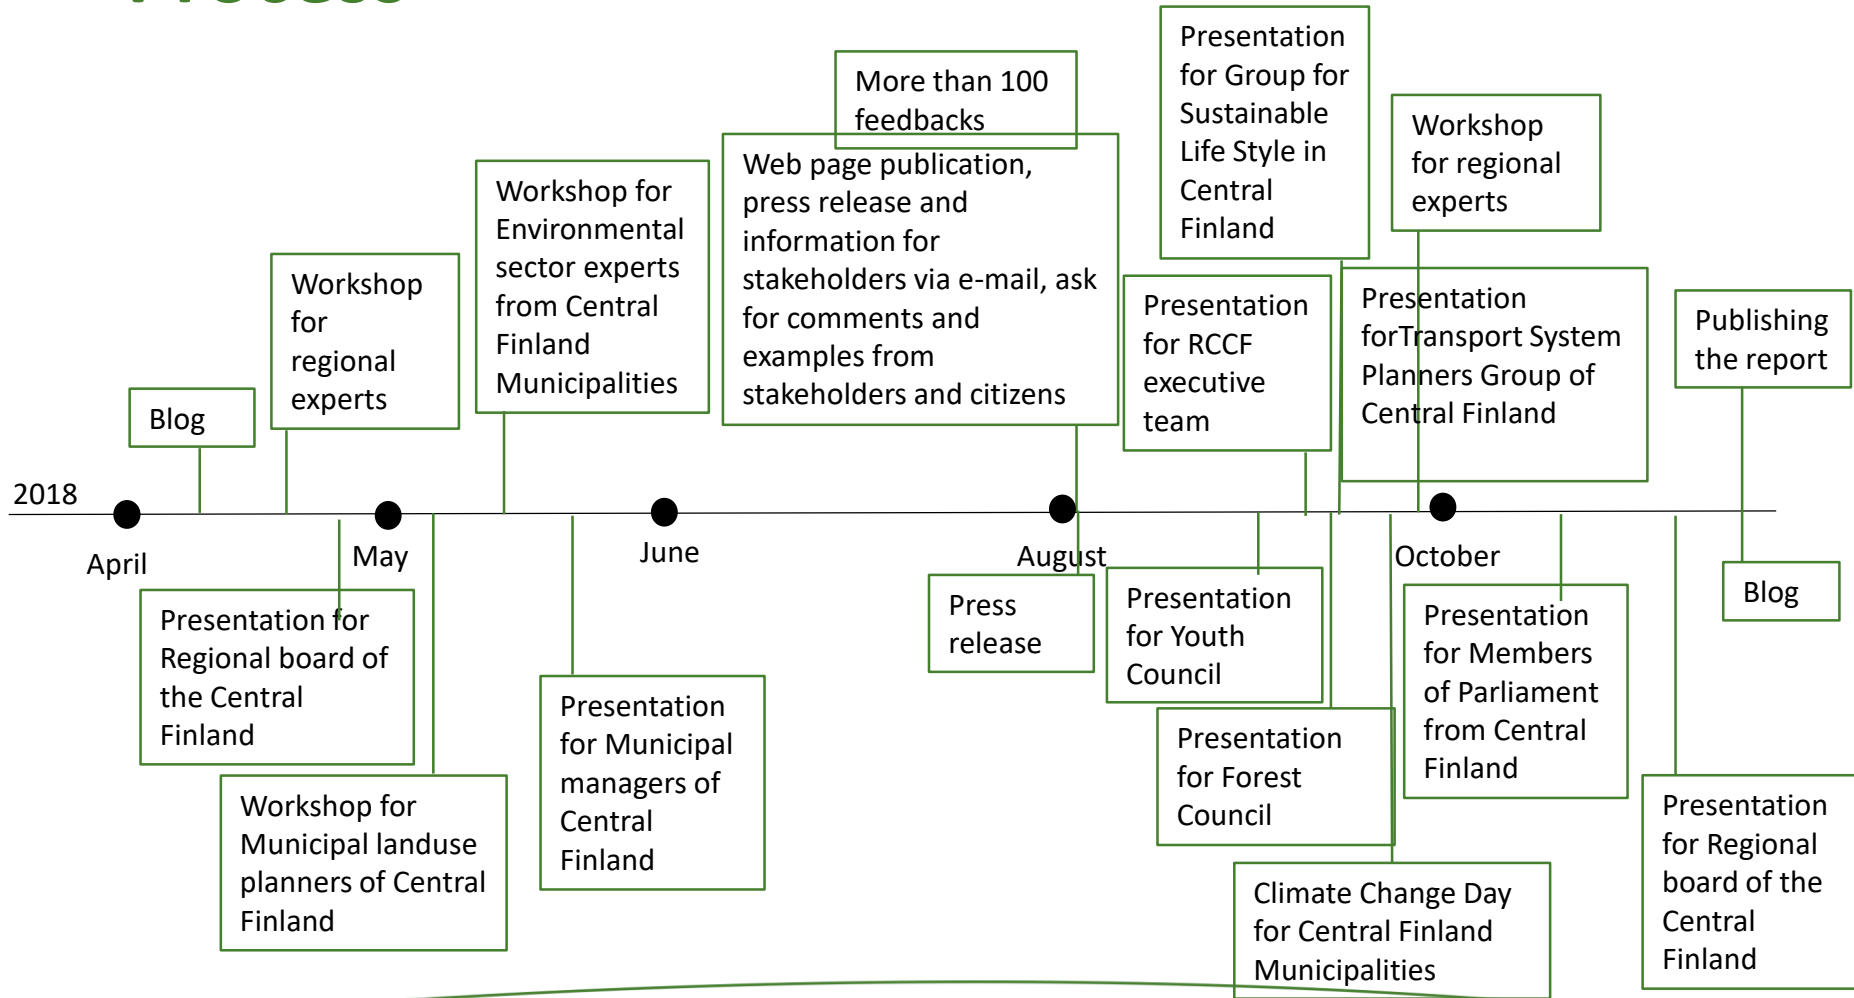 Process
Presentation
for Group for
Sustainable
Life Style in
Central
Finland
More than 100
feedbacks
Workshop
for regional
experts
Web page publication,
press release and
information for
stakeholders via e-mail, ask
for comments and
examples from
stakeholders and citizens
Workshop for
Environmental
sector experts
from Central
Finland
Municipalities
Workshop
for
regional
experts
Presentation
for RCCF
executive
team
Presentation
forTransport System
Planners Group of
Central Finland
Publishing
the report
Blog
2018
April
May
June
August
October
Presentation for
Regional board of
the Central
Finland
Press
release
Presentation
for Youth
Council
Presentation
for Members
of Parliament
from Central
Finland
Blog
Presentation
for Municipal
managers of
Central
Finland
Presentation
for Forest
Council
Workshop for
Municipal landuse
planners of Central
Finland
Presentation
for Regional
board of the
Central
Finland
Climate Change Day
for Central Finland
Municipalities